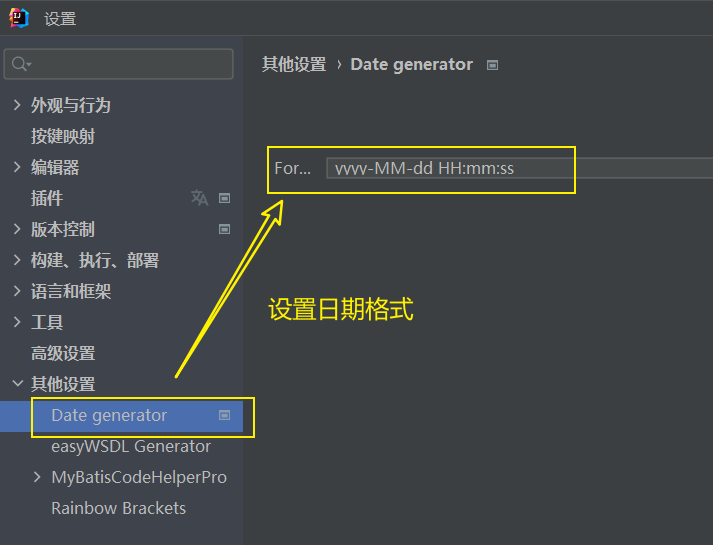 设置
其他设置 › Date generator
外观与行为
按键映射
编辑器
插件
版本控制
构建、执行、部署
语言和框架
工具
高级设置
其他设置
Date generator
easyWSDL Generator
MyBatisCodeHelperPro
Rainbow Brackets
For... yyyy-MM-dd HH:mm:ss
设置日期格式